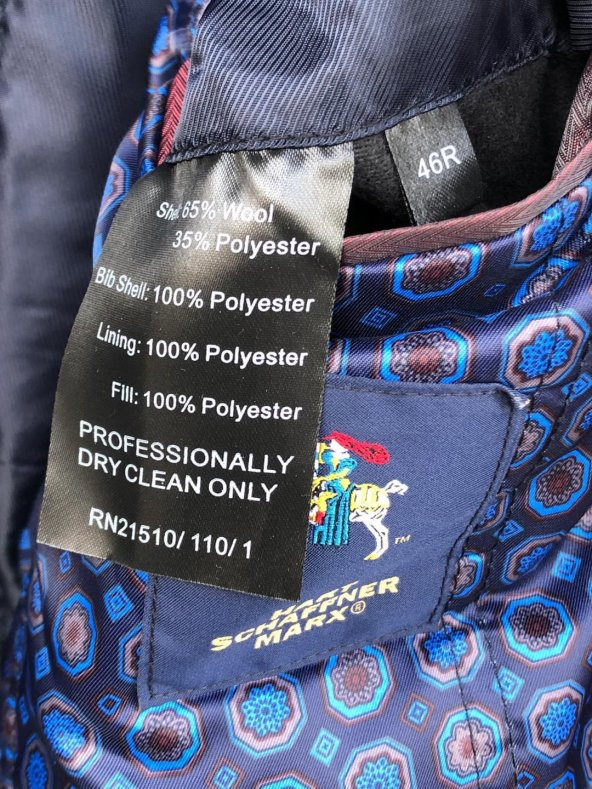 46R
Shell: 65% Wool
35% Polyester
Bib Shell: 100% Polyester
Lining: 100% Polyester
Fill: 100% Polyester
PROFESSIONALLY
DRY CLEAN ONLY
RN21510/ 110/ 1
TM
HART
SCHAFFNER
MARX®